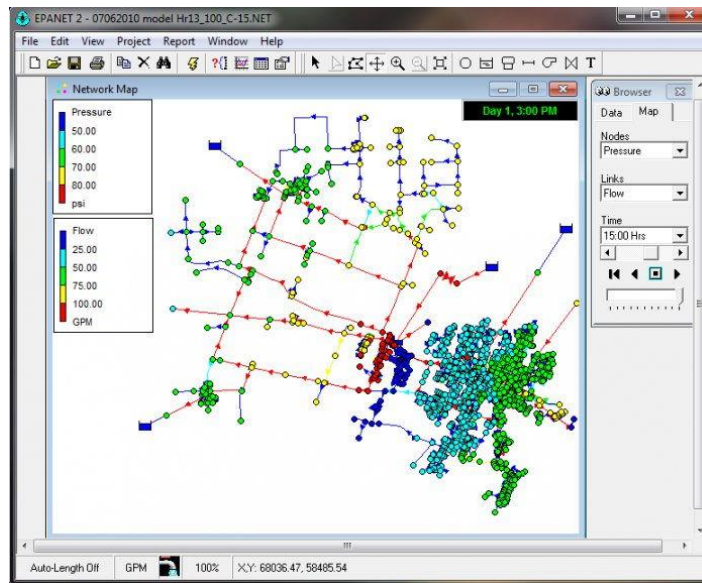 EPANET 2 - 07062010 model Hr13_100_C-15.NET
File Edit View Project Report Window Help
T
Network Map
Browser
Day 1, 3:00 PM
Data Map
Pressure
50.00
60.00
70.00
80.00
psi
Flow
25.00
50.00
75.00
100.00
GPM
Nodes
Pressure
Links
Flow
Time
15:00 Hrs
Auto-Length Off GPM 100% X,Y: 68036.47, 58485.54